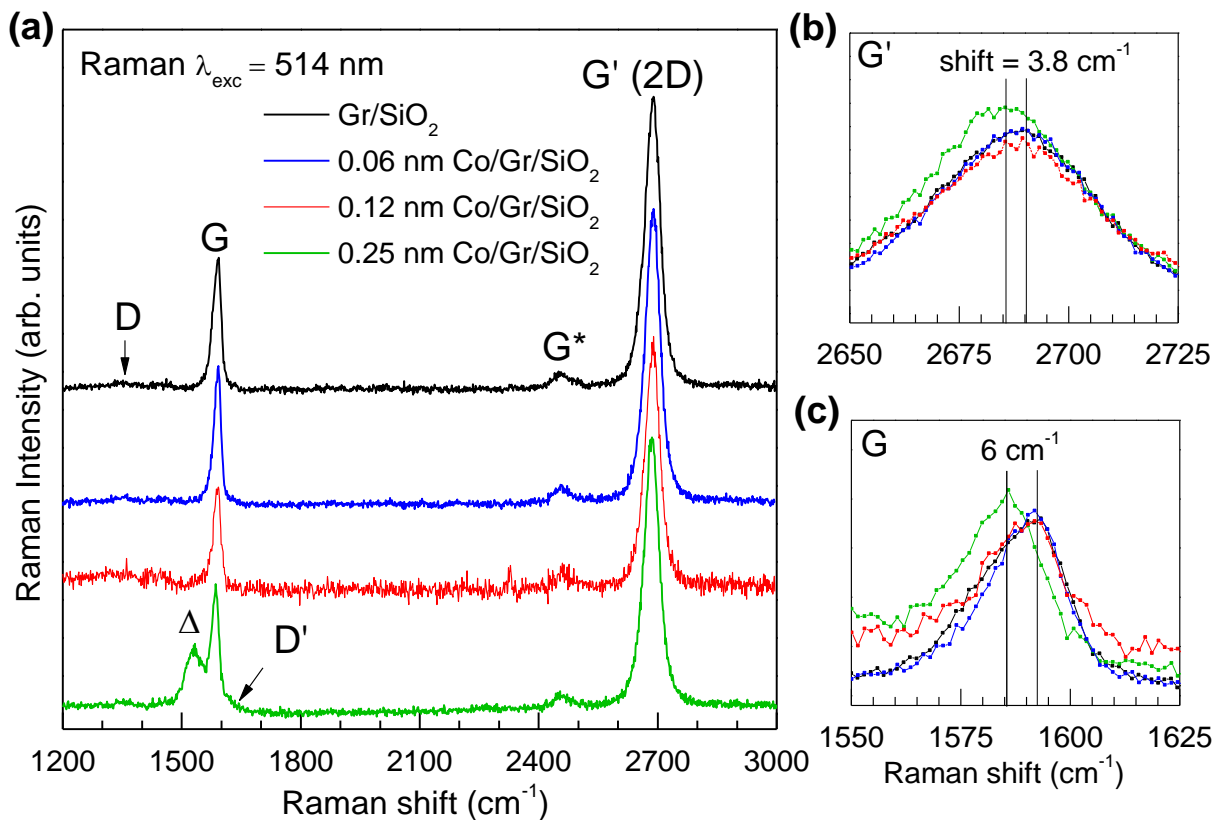 (a)
Raman λexc = 514 nm
Gr/SiO2
0.06 nm Co/Gr/SiO2
0.12 nm Co/Gr/SiO2
0.25 nm Co/Gr/SiO2
G' (2D)
G
D
G*
Δ
D'
Raman Intensity (arb. units)
1200 1500 1800 2100 2400 2700 3000
Raman shift (cm-1)
(b)
G'
shift = 3.8 cm-1
2650 2675 2700 2725
(c)
G
6 cm-1
1550 1575 1600 1625
Raman shift (cm-1)